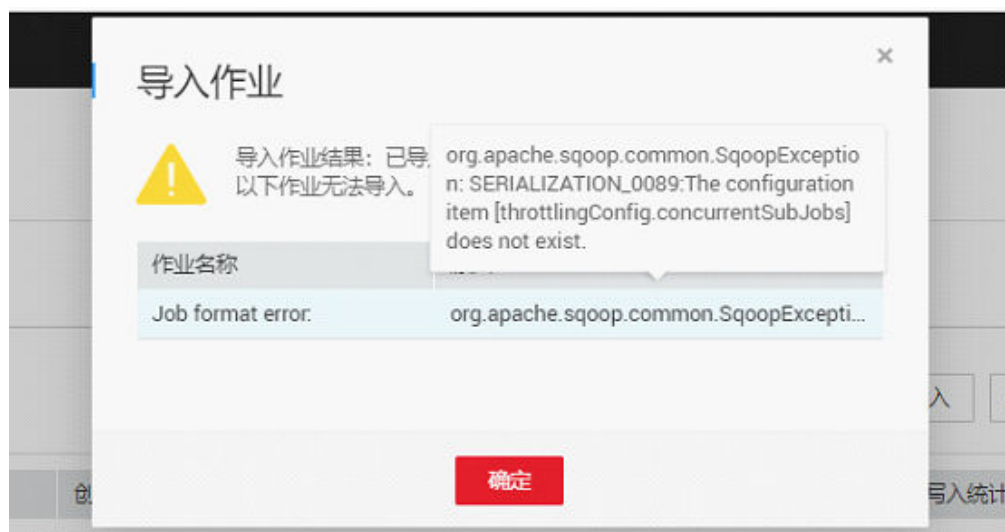 ×
导入作业
导入作业结果：已导
以下作业无法导入。
org.apache.sqoop.common.SqoopExceptio
n: SERIALIZATION_0089:The configuration
item [throttlingConfig.concurrentSubJobs]
does not exist.
作业名称
Job format error:
org.apache.sqoop.common.SqoopExcepti...
入
确定
创
写入统计